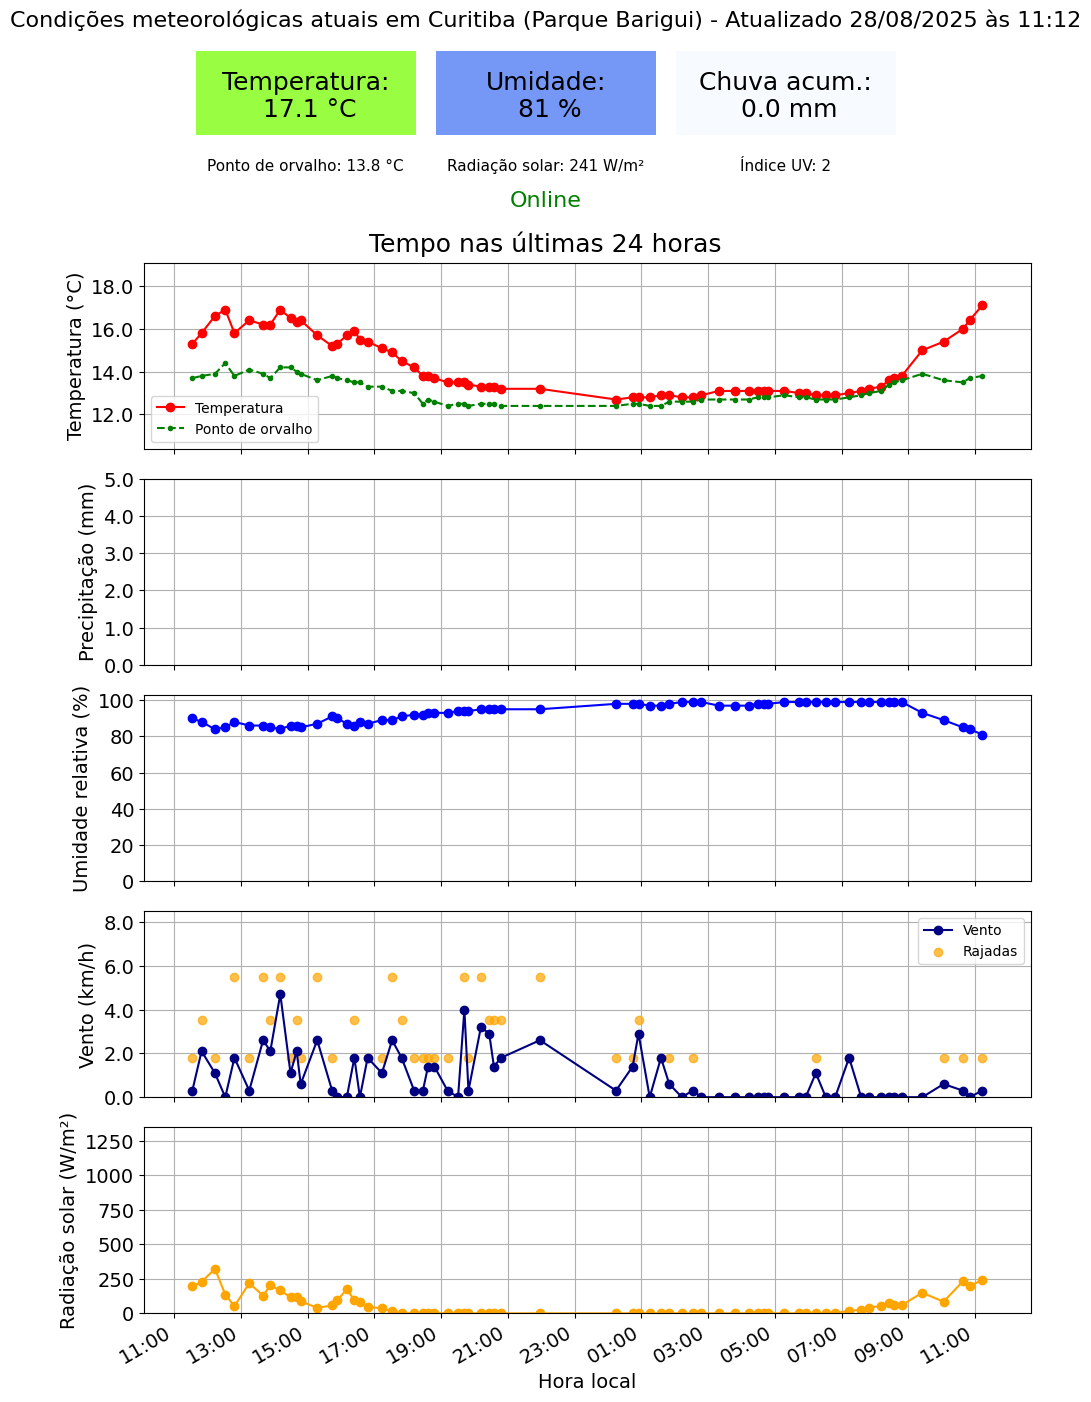 Condições meteorológicas atuais em Curitiba (Parque Barigui) - Atualizado 28/08/2025 às 11:12
Temperatura:
17.1 °C
Umidade:
81 %
Chuva acum.:
0.0 mm
Ponto de orvalho: 13.8 °C
Radiação solar: 241 W/m²
Índice UV: 2
Online
Tempo nas últimas 24 horas
Temperatura (°C)
18.0
16.0
14.0
12.0
Temperatura
Ponto de orvalho
Precipitação (mm)
5.0
4.0
3.0
2.0
1.0
0.0
Umidade relativa (%)
100
80
60
40
20
0
Vento (km/h)
8.0
6.0
4.0
2.0
0.0
Vento
Rajadas
Radiação solar (W/m²)
1250
1000
750
500
250
0
11:00
13:00
15:00
17:00
19:00
21:00
23:00
01:00
03:00
05:00
07:00
09:00
11:00
Hora local